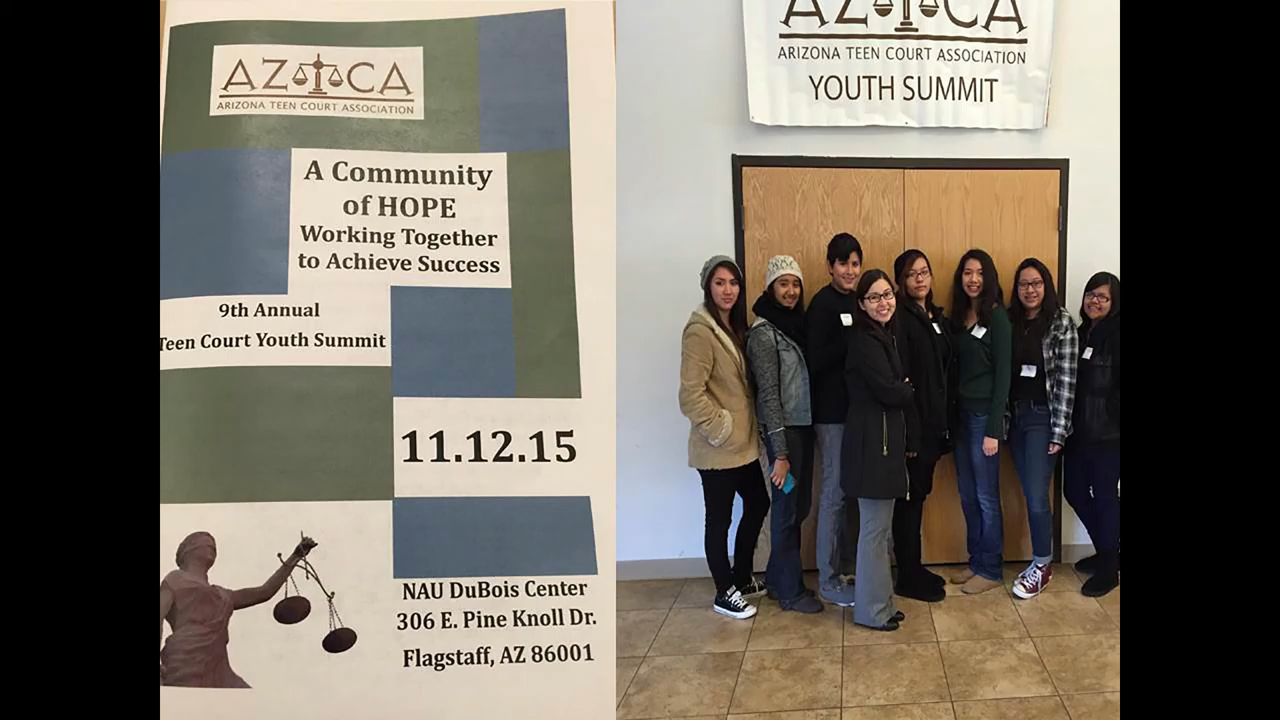 AZTCA
ARIZONA TEEN COURT ASSOCIATION
A Community
of HOPE
Working Together
to Achieve Success
9th Annual
Teen Court Youth Summit
11.12.15
NAU DuBois Center
306 E. Pine Knoll Dr.
Flagstaff, AZ 86001
AZTCA
ARIZONA TEEN COURT ASSOCIATION
YOUTH SUMMIT